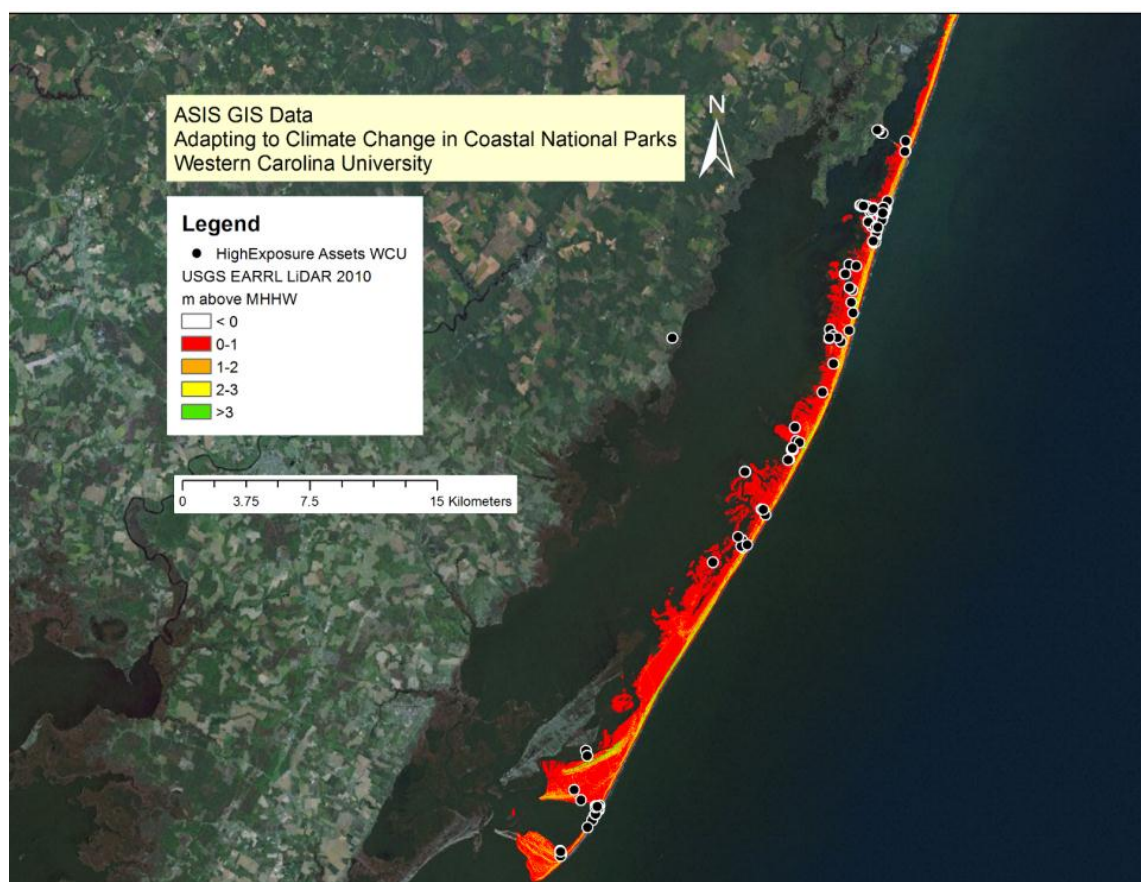 ASIS GIS Data
Adapting to Climate Change in Coastal National Parks
Western Carolina University
N
Legend
HighExposure Assets WCU
USGS EARRL LiDAR 2010
m above MHHW
< 0
0-1
1-2
2-3
>3
0 3.75 7.5 15 Kilometers